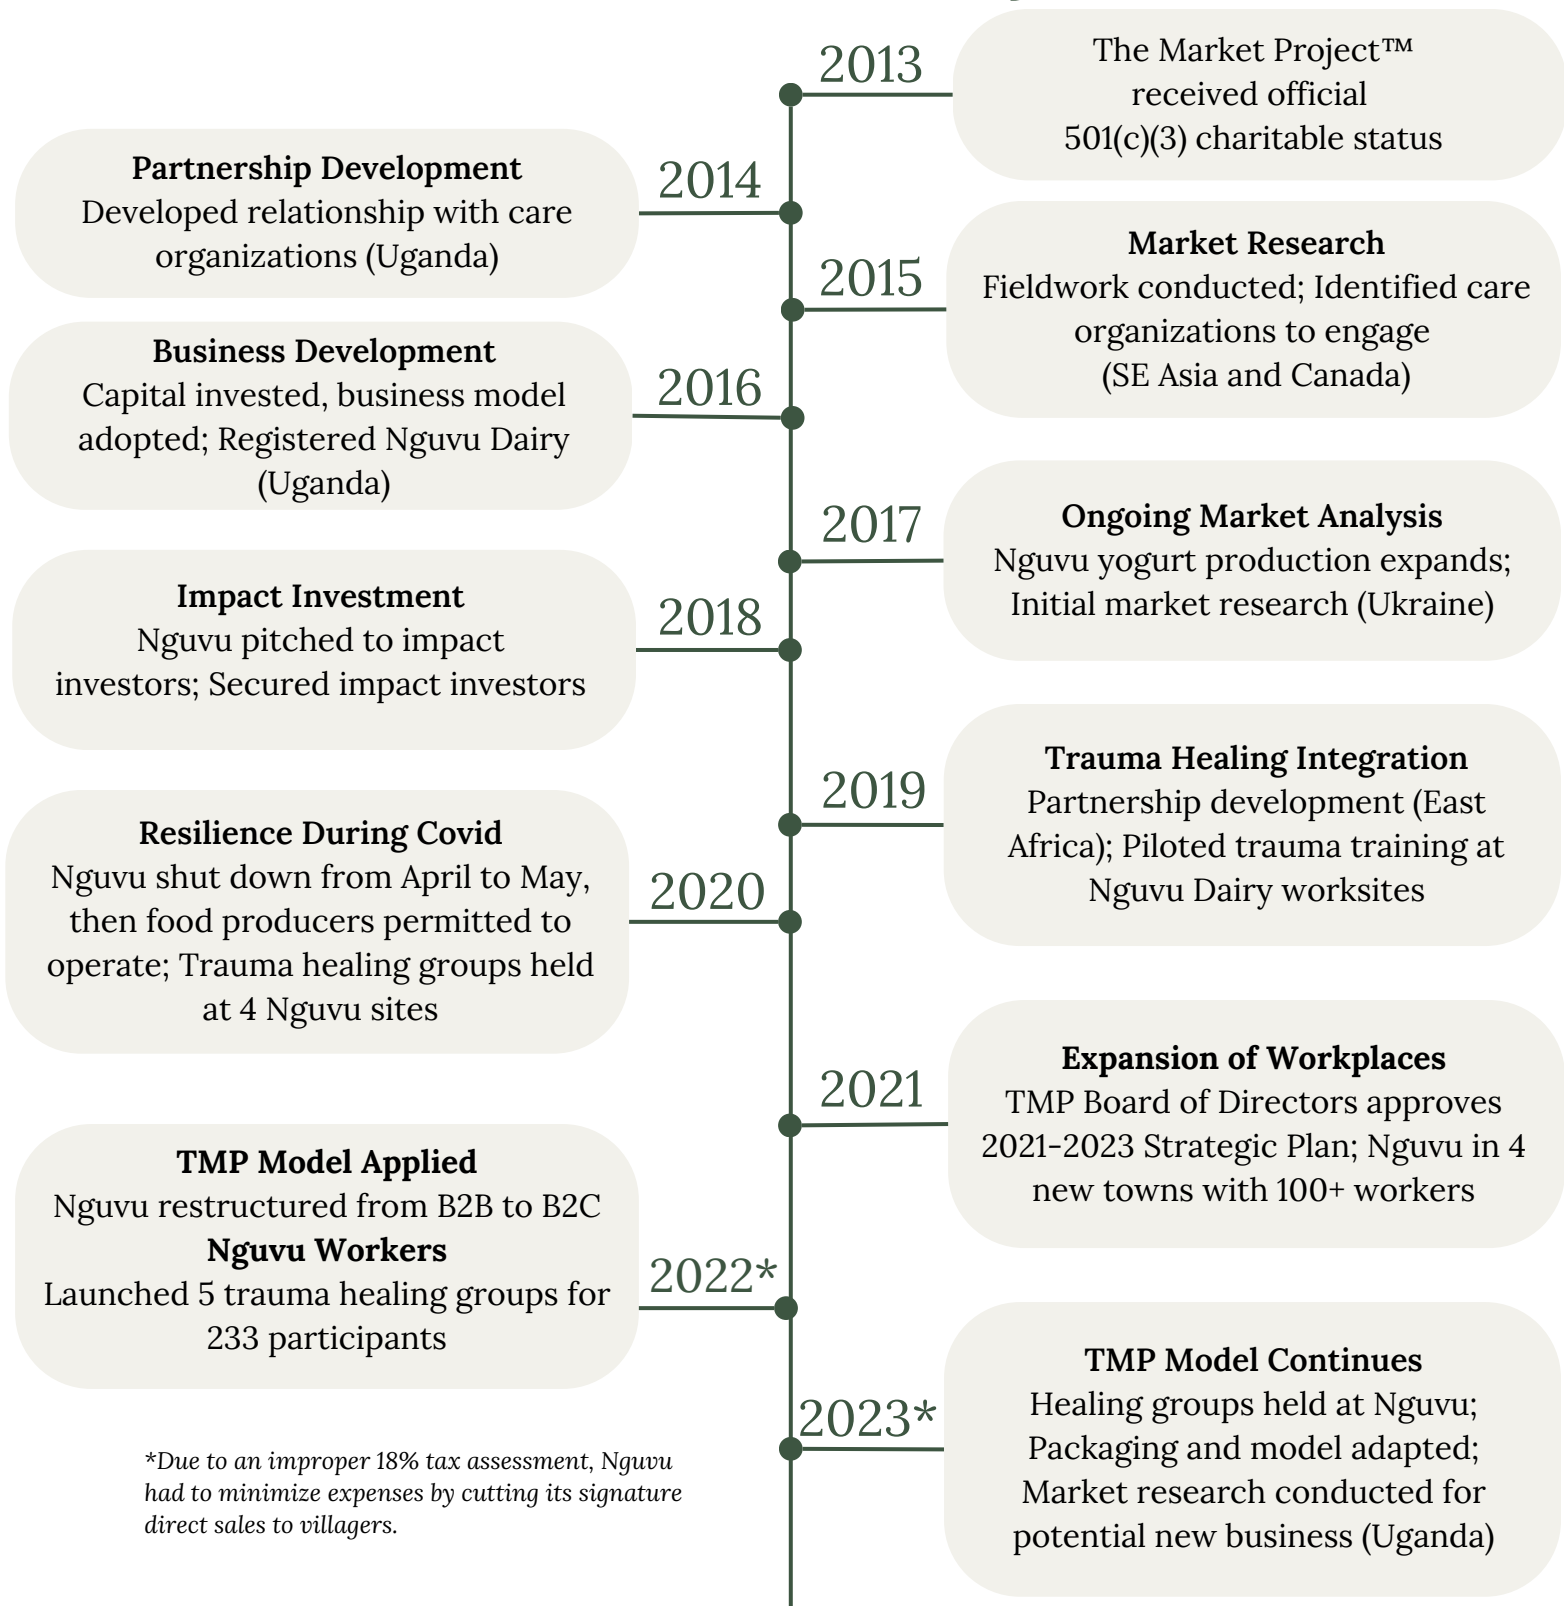 2013
The Market Project™
received official
501(c)(3) charitable status
Partnership Development
Developed relationship with care
organizations (Uganda)
2014
2015
Market Research
Fieldwork conducted; Identified care
organizations to engage
(SE Asia and Canada)
Business Development
Capital invested, business model
adopted; Registered Nguvu Dairy
(Uganda)
2016
2017
Ongoing Market Analysis
Nguvu yogurt production expands;
Initial market research (Ukraine)
Impact Investment
Nguvu pitched to impact
investors; Secured impact investors
2018
2019
Trauma Healing Integration
Partnership development (East
Africa); Piloted trauma training at
Nguvu Dairy worksites
Resilience During Covid
Nguvu shut down from April to May,
then food producers permitted to
operate; Trauma healing groups held
at 4 Nguvu sites
2020
2021
Expansion of Workplaces
TMP Board of Directors approves
2021-2023 Strategic Plan; Nguvu in 4
new towns with 100+ workers
TMP Model Applied
Nguvu restructured from B2B to B2C
Nguvu Workers
Launched 5 trauma healing groups for
233 participants
2022*
2023*
TMP Model Continues
Healing groups held at Nguvu;
Packaging and model adapted;
Market research conducted for
potential new business (Uganda)
*Due to an improper 18% tax assessment, Nguvu
had to minimize expenses by cutting its signature
direct sales to villagers.